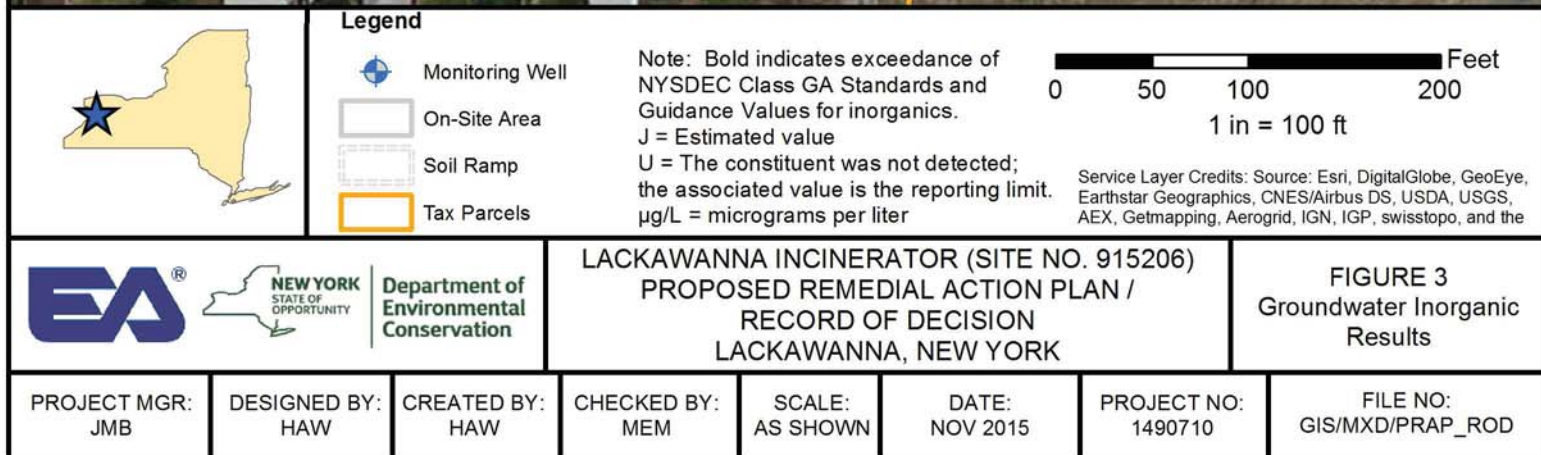 Legend
Monitoring Well
On-Site Area
Soil Ramp
Tax Parcels
Note: Bold indicates exceedance of
NYSDEC Class GA Standards and
Guidance Values for inorganics.
J = Estimated value
U = The constituent was not detected;
the associated value is the reporting limit.
µg/L = micrograms per liter
Feet
0 50 100 200
1 in = 100 ft
Service Layer Credits: Source: Esri, DigitalGlobe, GeoEye,
Earthstar Geographics, CNES/Airbus DS, USDA, USGS,
AEX, Getmapping, Aerogrid, IGN, IGP, swisstopo, and the
EA®
NEW YORK
STATE OF
OPPORTUNITY
Department of
Environmental
Conservation
LACKAWANNA INCINERATOR (SITE NO. 915206)
PROPOSED REMEDIAL ACTION PLAN /
RECORD OF DECISION
LACKAWANNA, NEW YORK
FIGURE 3
Groundwater Inorganic
Results
PROJECT MGR:
JMB
DESIGNED BY:
HAW
CREATED BY:
HAW
CHECKED BY:
MEM
SCALE:
AS SHOWN
DATE:
NOV 2015
PROJECT NO:
1490710
FILE NO:
GIS/MXD/PRAP_ROD